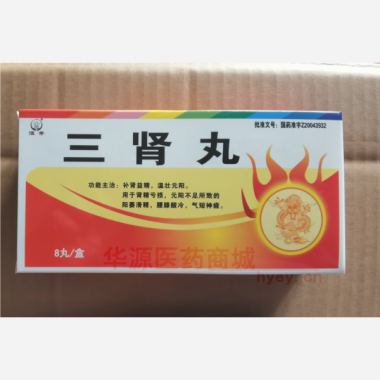 批准文号：国药准字Z20043932
三肾丸
功能主治：补肾益精，温壮元阳。
用于肾精亏损，元阳不足所致的
阳萎滑精，腰膝酸冷，气短神疲。
8丸/盒
华源医药商城